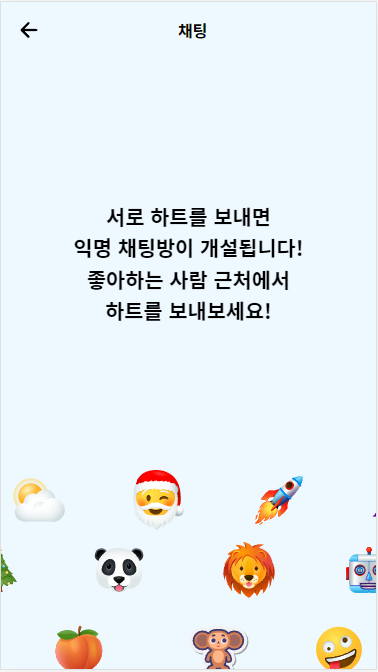 채팅
서로 하트를 보내면
익명 채팅방이 개설됩니다!
좋아하는 사람 근처에서
하트를 보내보세요!